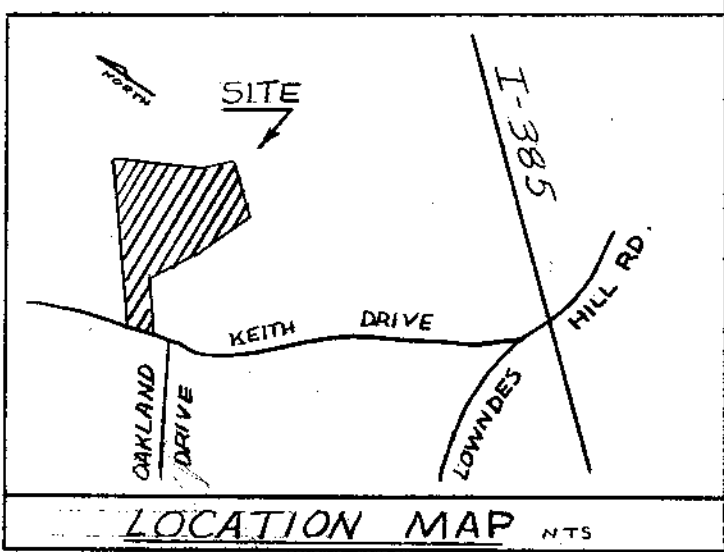 NORTH
SITE
I-385
KEITH DRIVE
HILL RD.
LOWNDES
OAKLAND
DRIVE
LOCATION MAP NTS